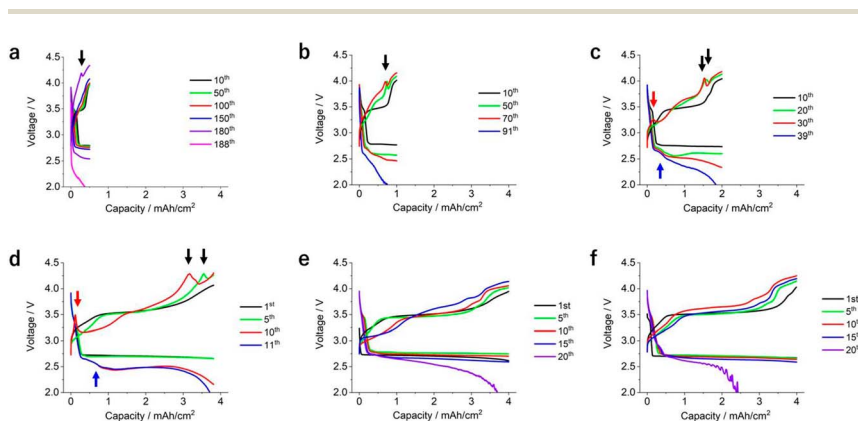 a
4.5
4.0
3.5
3.0
2.5
2.0
Voltage / V
0 1 2 3 4
Capacity / mAh/cm²
10th
50th
100th
150th
180th
188th
b
4.5
4.0
3.5
3.0
2.5
2.0
Voltage / V
0 1 2 3 4
Capacity / mAh/cm²
10th
50th
70th
91th
c
4.5
4.0
3.5
3.0
2.5
2.0
Voltage / V
0 1 2 3 4
Capacity / mAh/cm²
10th
20th
30th
39th
d
4.5
4.0
3.5
3.0
2.5
2.0
Voltage / V
0 1 2 3 4
Capacity / mAh/cm²
1st
5th
10th
11th
e
4.5
4.0
3.5
3.0
2.5
2.0
Voltage / V
0 1 2 3 4
Capacity / mAh/cm²
1st
5th
10th
15th
20th
f
4.5
4.0
3.5
3.0
2.5
2.0
Voltage / V
0 1 2 3 4
Capacity / mAh/cm²
1st
5th